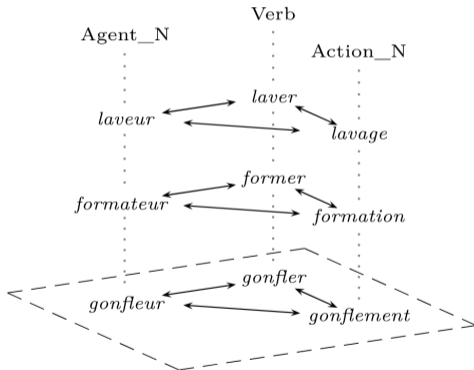 Verb
Agent_N
Action_N
laver
laveur
lavage
former
formateur
formation
gonfler
gonfleur
gonflement